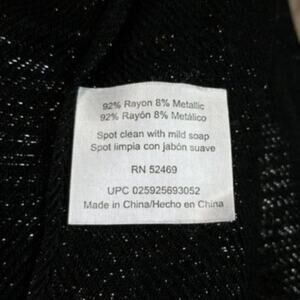 92% Rayon 8% Metallic
92% Rayón 8% Metálico
Spot clean with mild soap
Spot limpia con jabón suave
RN 52469
UPC 025925693052
Made in China/Hecho en China